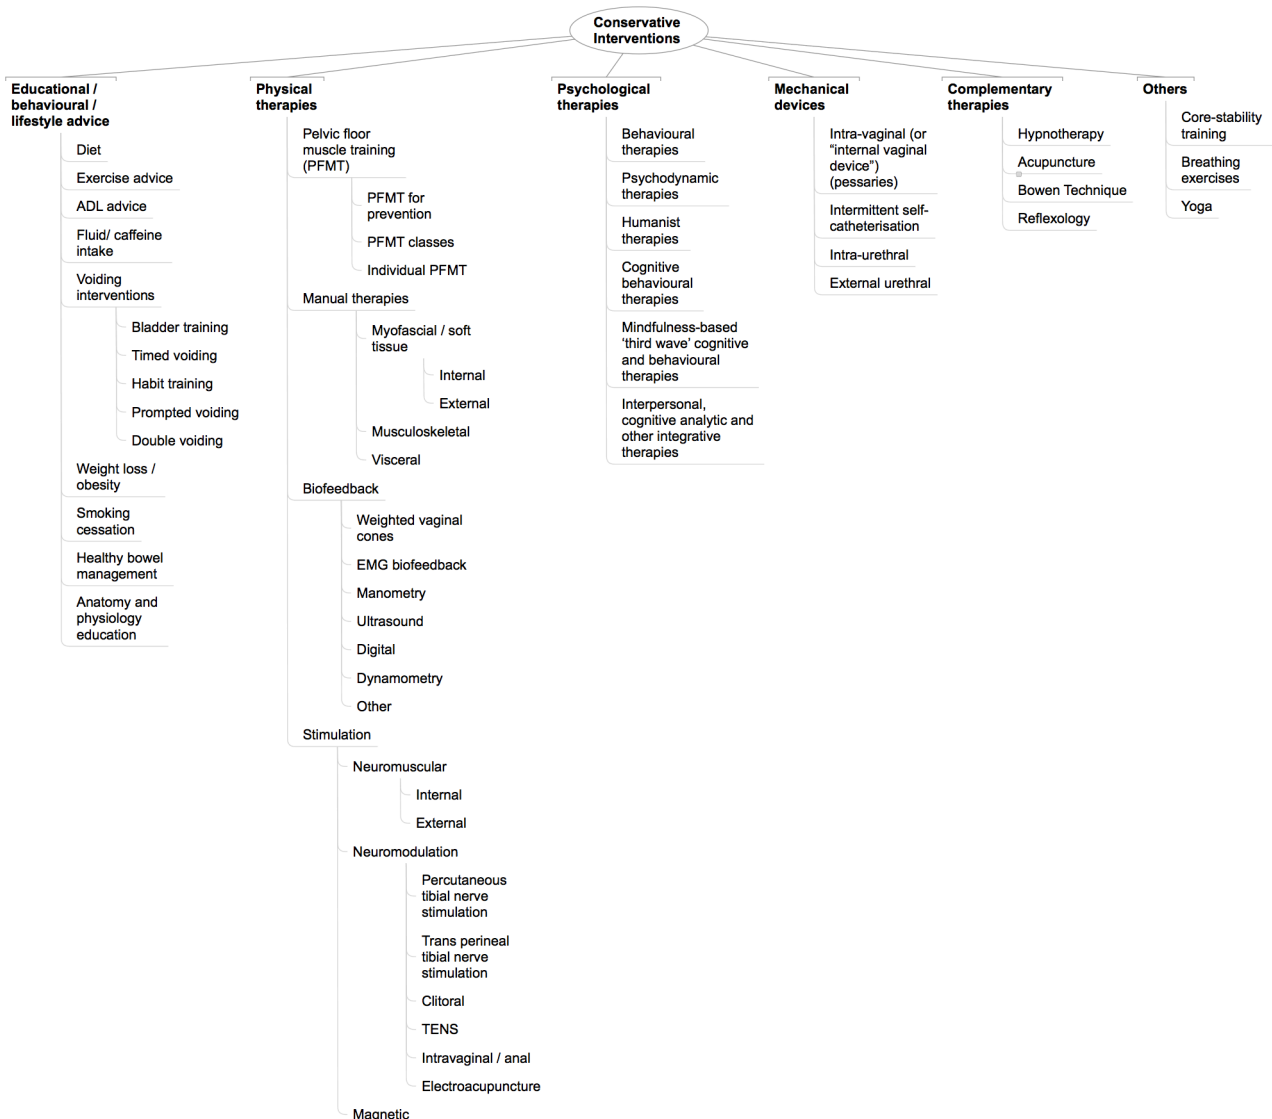 Conservative
Interventions
Educational /
behavioural /
lifestyle advice
Diet
Exercise advice
ADL advice
Fluid/ caffeine
intake
Voiding
interventions
Bladder training
Timed voiding
Habit training
Prompted voiding
Double voiding
Weight loss /
obesity
Smoking
cessation
Healthy bowel
management
Anatomy and
physiology
education
Physical
therapies
Pelvic floor
muscle training
(PFMT)
PFMT for
prevention
PFMT classes
Individual PFMT
Manual therapies
Myofascial / soft
tissue
Internal
External
Musculoskeletal
Visceral
Biofeedback
Weighted vaginal
cones
EMG biofeedback
Manometry
Ultrasound
Digital
Dynamometry
Other
Stimulation
Neuromuscular
Internal
External
Neuromodulation
Percutaneous
tibial nerve
stimulation
Trans perineal
tibial nerve
stimulation
Clitoral
TENS
Intravaginal / anal
Electroacupuncture
Magnetic
Psychological
therapies
Behavioural
therapies
Psychodynamic
therapies
Humanist
therapies
Cognitive
behavioural
therapies
Mindfulness-based
‘third wave’ cognitive
and behavioural
therapies
Interpersonal,
cognitive analytic and
other integrative
therapies
Mechanical
devices
Intra-vaginal (or
“internal vaginal
device”)
(pessaries)
Intermittent self-
catheterisation
Intra-urethral
External urethral
Complementary
therapies
Hypnotherapy
Acupuncture
Bowen Technique
Reflexology
Others
Core-stability
training
Breathing
exercises
Yoga